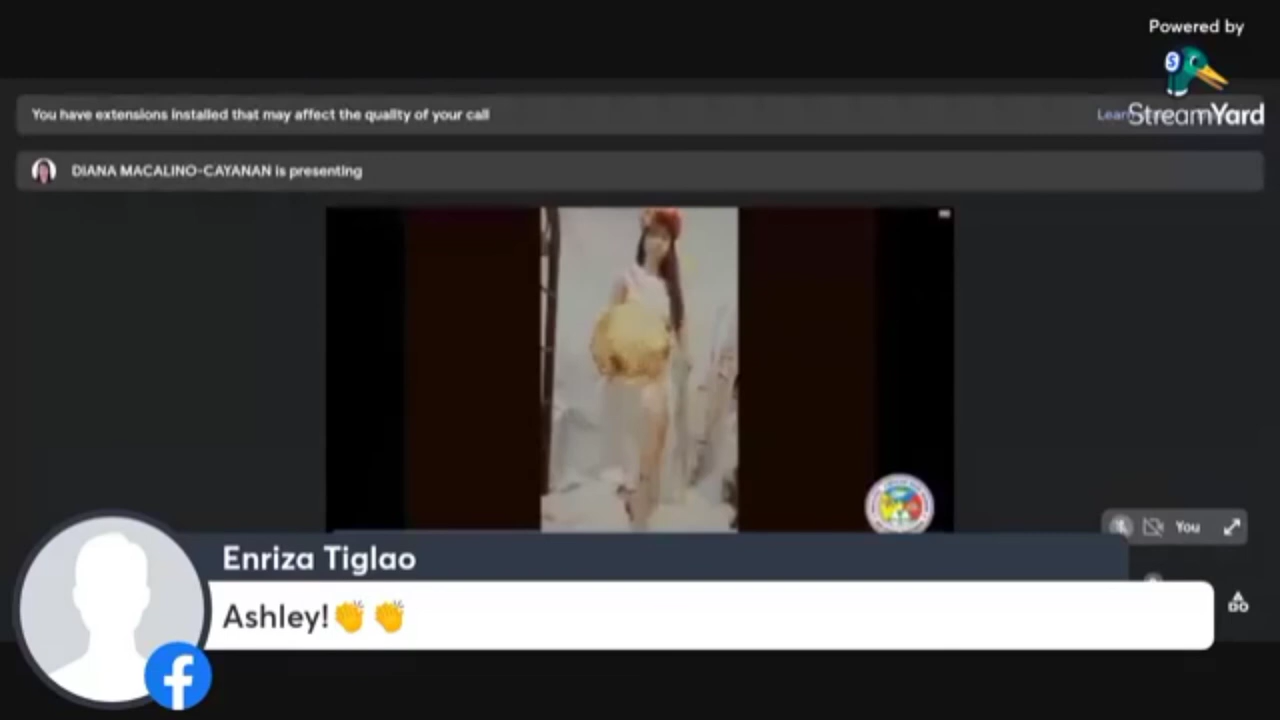 Powered by
StreamYard
You have extensions installed that may affect the quality of your call
DIANA MACALINO-CAYANAN is presenting
You
Enriza Tiglao
Ashley!👏 👏